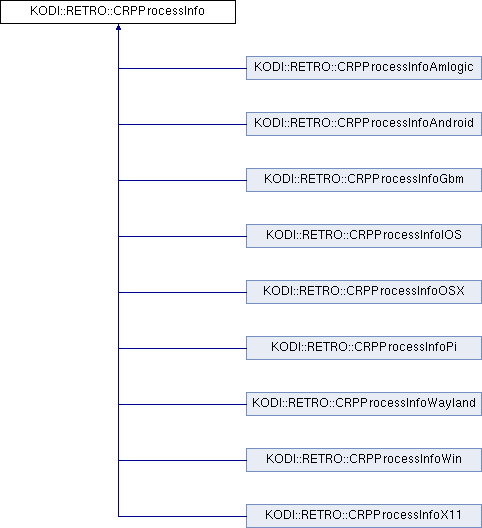 KODI::RETRO::CRPProcessInfo
KODI::RETRO::CRPProcessInfoAmlogic
KODI::RETRO::CRPProcessInfoAndroid
KODI::RETRO::CRPProcessInfoGbm
KODI::RETRO::CRPProcessInfoIOS
KODI::RETRO::CRPProcessInfoOSX
KODI::RETRO::CRPProcessInfoPi
KODI::RETRO::CRPProcessInfoWayland
KODI::RETRO::CRPProcessInfoWin
KODI::RETRO::CRPProcessInfoX11